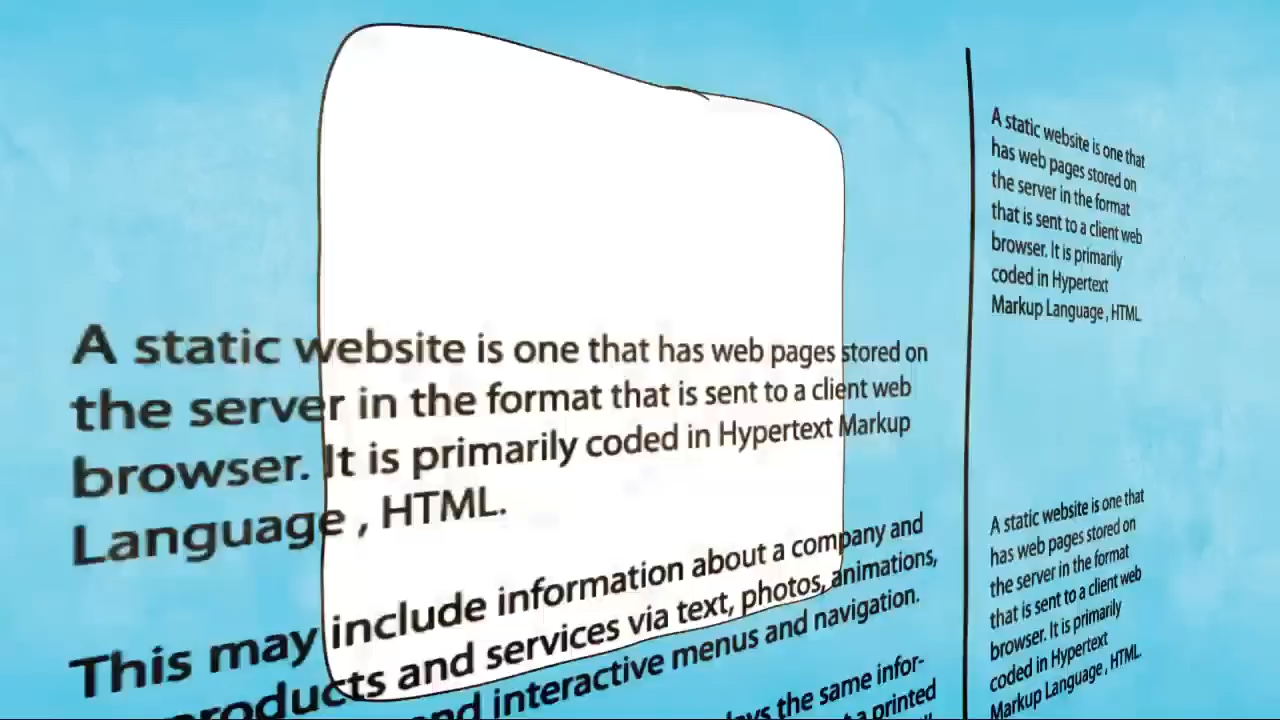 A static website is one that has web pages stored on
the server in the format that is sent to a client web
browser. It is primarily coded in Hypertext Markup
Language , HTML.
This may include information about a company and
products and services via text, photos, animations,
and interactive menus and navigation.
the same infor-
printed
A static website is one that
has web pages stored on
the server in the format
that is sent to a client web
browser. It is primarily
coded in Hypertext
Markup Language , HTML.
A static website is one that
has web pages stored on
the server in the format
that is sent to a client web
browser. It is primarily
coded in Hypertext
Markup Language , HTML.